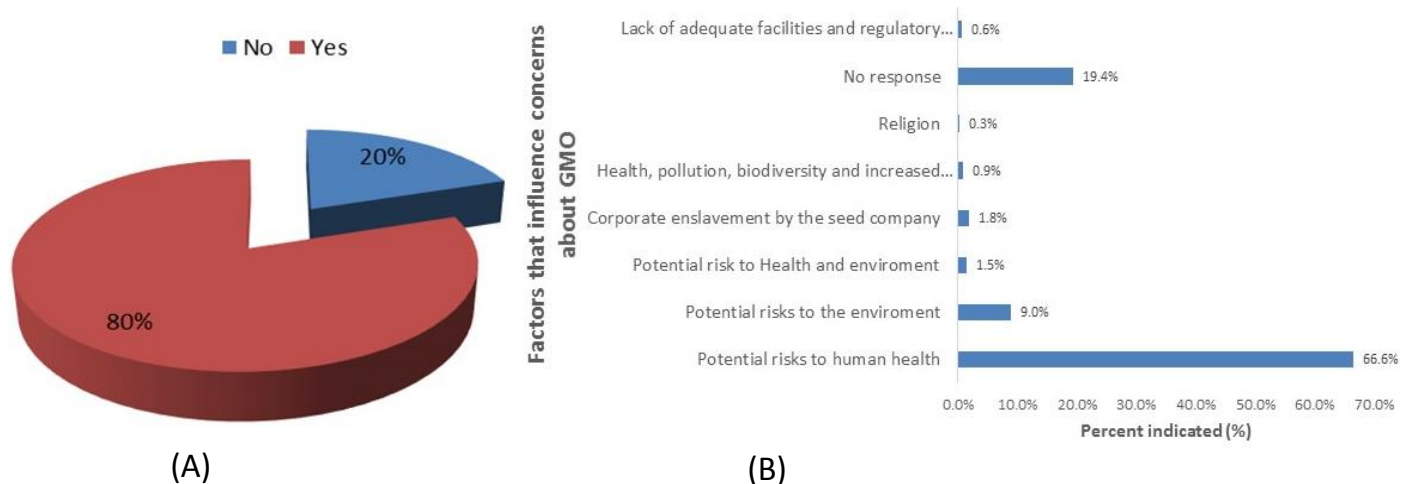 No Yes
20%
80%
(A)
Factors that influence concerns
about GMO
Lack of adequate facilities and regulatory... 0.6%
No response 19.4%
Religion 0.3%
Health, pollution, biodiversity and increased... 0.9%
Corporate enslavement by the seed company 1.8%
Potential risk to Health and enviroment 1.5%
Potential risks to the enviroment 9.0%
Potential risks to human health 66.6%
0.0% 10.0% 20.0% 30.0% 40.0% 50.0% 60.0% 70.0%
Percent indicated (%)
(B)